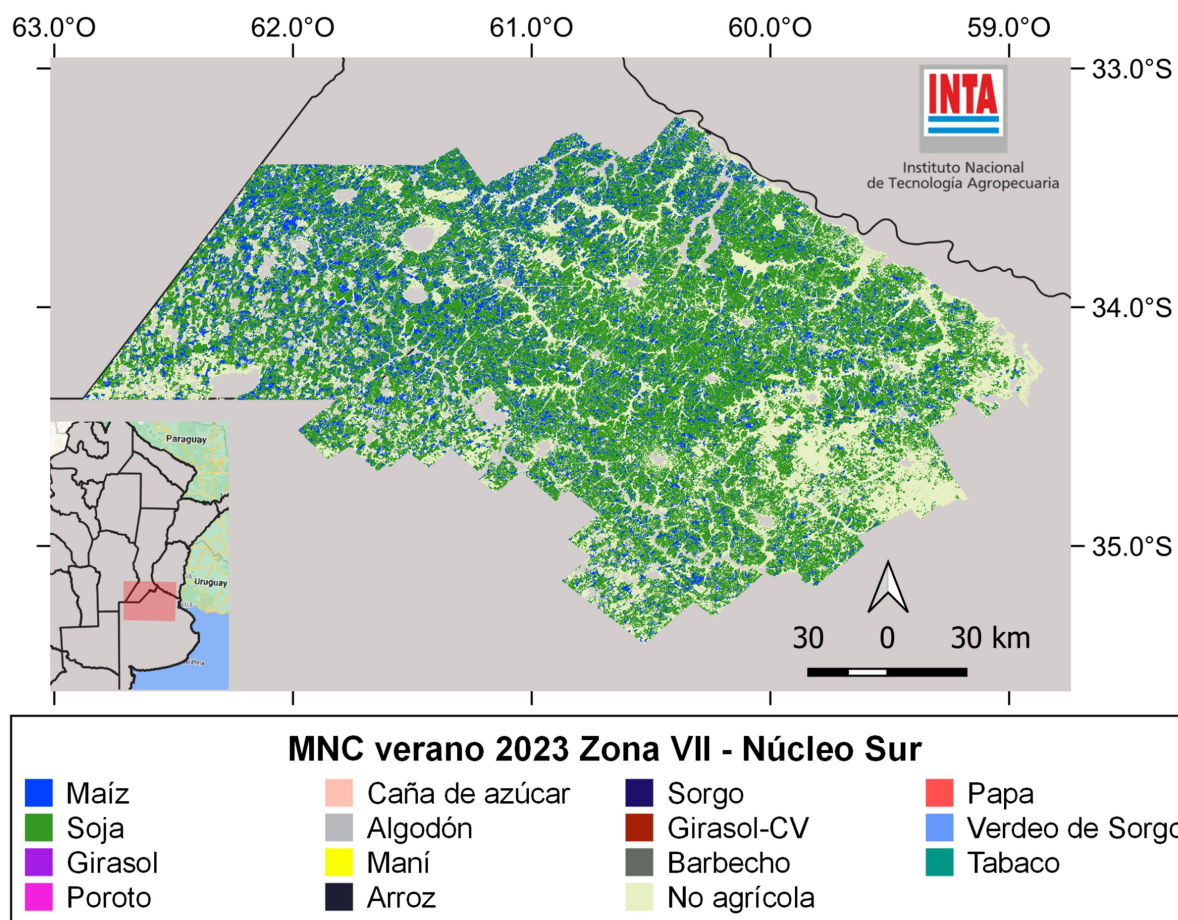 63.0°O 62.0°O 61.0°O 60.0°O 59.0°O
33.0°S
INTA
Instituto Nacional
de Tecnología Agropecuaria
34.0°S
Paraguay
Uruguay
35.0°S
30 0 30 km
MNC verano 2023 Zona VII - Núcleo Sur
Maíz Caña de azúcar Sorgo Papa
Soja Algodón Girasol-CV Verdeo de Sorgo
Girasol Maní Barbecho Tabaco
Poroto Arroz No agrícola